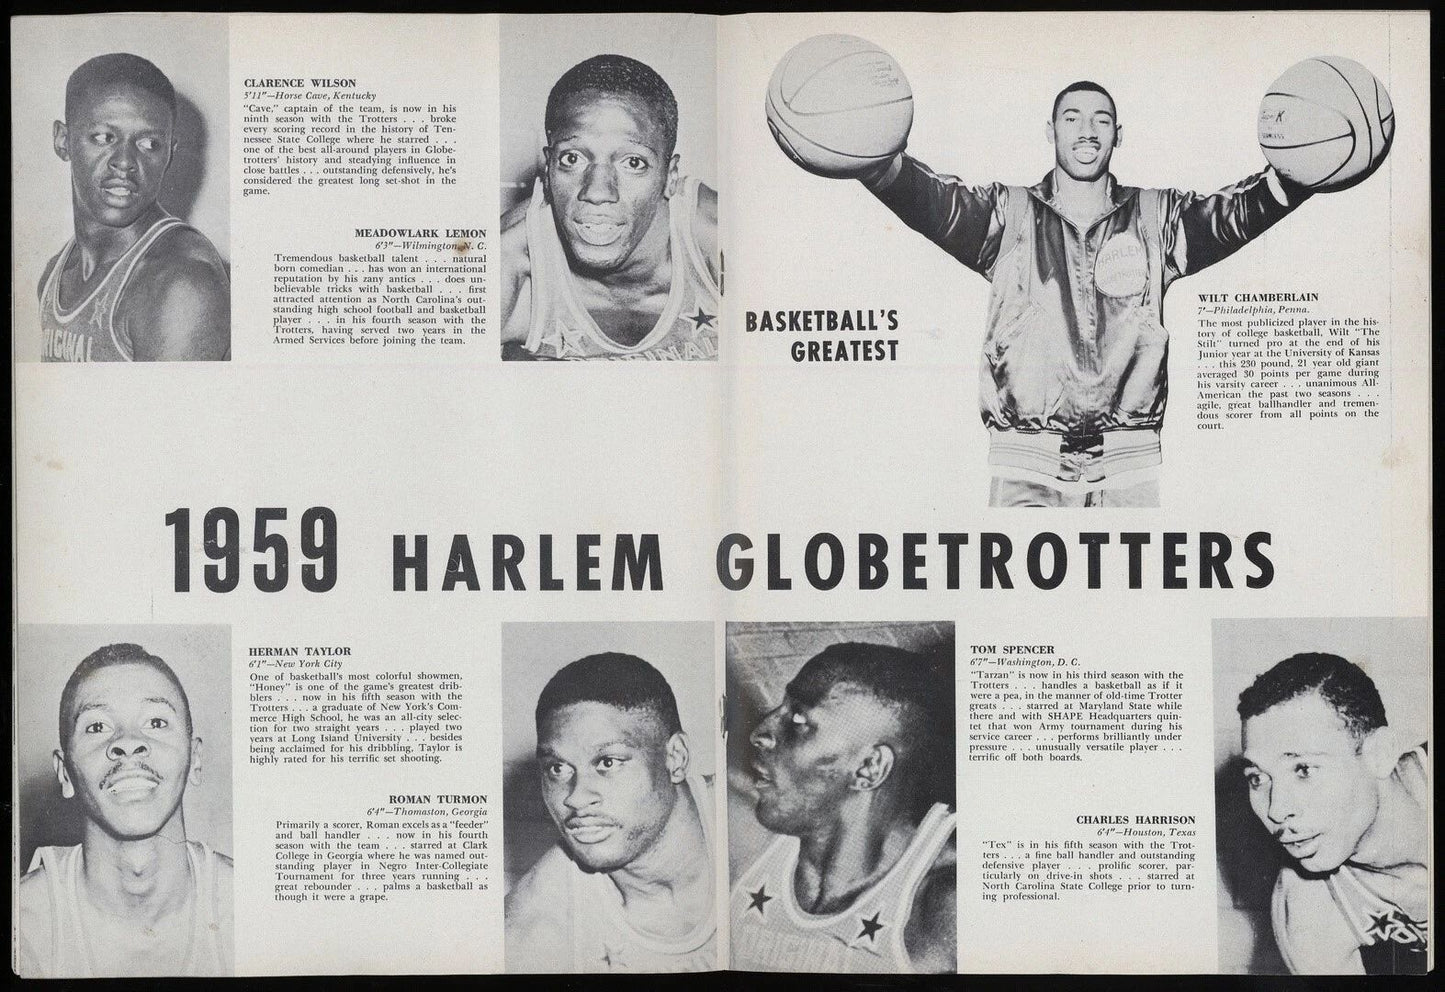 CLARENCE WILSON
5'11"—Horse Cave, Kentucky
"Cave," captain of the team, is now in his
ninth season with the Trotters . . . broke
every scoring record in the history of Ten-
nessee State College where he starred . . .
one of the best all-around players in Globe-
trotters' history and steadying influence in
close battles . . . outstanding defensively, he's
considered the greatest long set-shot in the
game.
MEADOWLARK LEMON
6'3"—Wilmington, N. C.
Tremendous basketball talent . . . natural
born comedian . . . has won an international
reputation by his zany antics . . . does un-
believable tricks with basketball . . . first
attracted attention as North Carolina's out-
standing high school football and basketball
player . . . in his fourth season with the
Trotters, having served two years in the
Armed Services before joining the team.
BASKETBALL'S
GREATEST
WILT CHAMBERLAIN
7'—Philadelphia, Penna.
The most publicized player in the his-
tory of college basketball, Wilt "The
Stilt" turned pro at the end of his
Junior year at the University of Kansas
. . . this 230 pound, 21 year old giant
averaged 30 points per game during
his varsity career . . . unanimous All-
American the past two seasons . . .
agile, great ballhandler and tremen-
dous scorer from all points on the
court.
1959 HARLEM GLOBETROTTERS
HERMAN TAYLOR
6'1"—New York City
One of basketball's most colorful showmen,
"Honey" is one of the game's greatest drib-
blers . . . now in his fifth season with the
Trotters . . . a graduate of New York's Com-
merce High School, he was an all-city selec-
tion for two straight years . . . played two
years at Long Island University . . . besides
being acclaimed for his dribbling, Taylor is
highly rated for his terrific set shooting.
ROMAN TURMON
6'4"—Thomaston, Georgia
Primarily a scorer, Roman excels as a "feeder"
and ball handler . . . now in his fourth
season with the team . . . starred at Clark
College in Georgia where he was named out-
standing player in Negro Inter-Collegiate
Tournament for three years running . . .
great rebounder . . . palms a basketball as
though it were a grape.
TOM SPENCER
6'7"—Washington, D. C.
"Tarzan" is now in his third season with the
Trotters . . . handles a basketball as if it
were a pea, in the manner of old-time Trotter
greats . . . starred at Maryland State while
there and with SHAPE Headquarters quin-
tet that won Army tournament during his
service career . . . performs brilliantly under
pressure . . . unusually versatile player . . .
terrific off both boards.
CHARLES HARRISON
6'4"—Houston, Texas
"Tex" is in his fifth season with the Trot-
ters . . . a fine ball handler and outstanding
defensive player . . . prolific scorer, par-
ticularly on drive-in shots . . . starred at
North Carolina State College prior to turn-
ing professional.